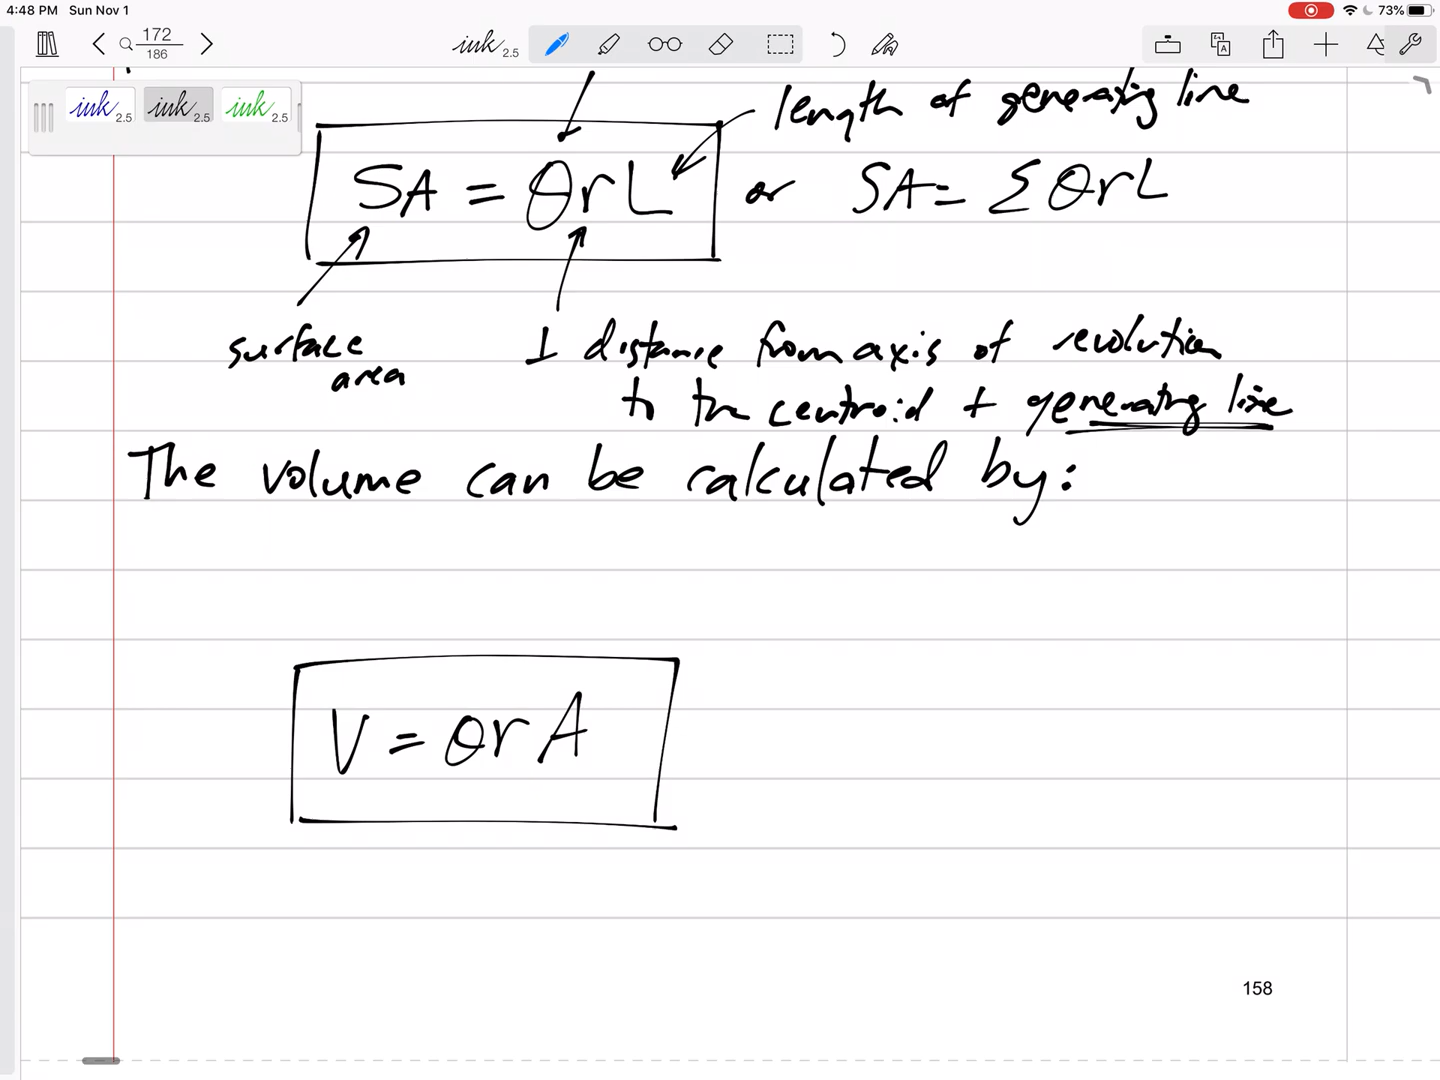 4:48 PM Sun Nov 1
73%
172
186
ink 2.5
ink 2.5
ink 2.5
ink 2.5
length of generating line
SA = θrL or SA = Σ θrL
surface area
⊥ distance from axis of revolution
to the centroid + generating line
The volume can be calculated by:
V = θrA
158